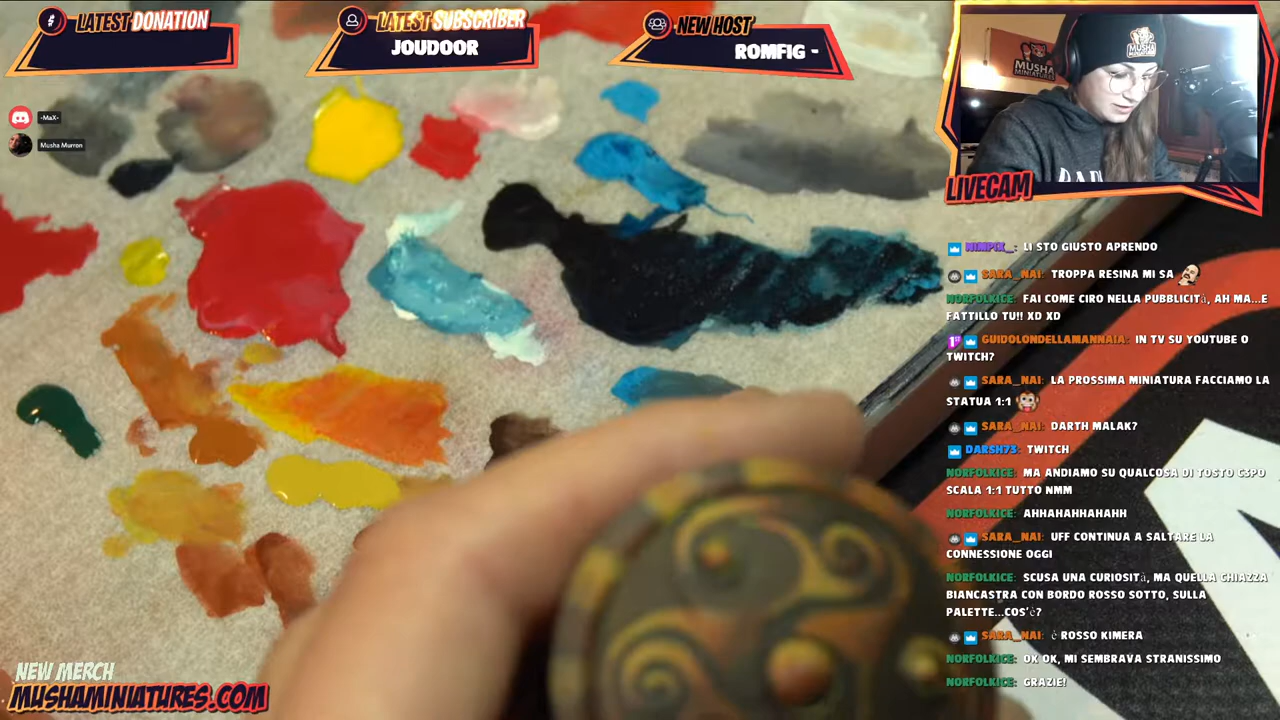 LATEST DONATION
LATEST SUBSCRIBER
JOUDOOR
NEW HOST
ROMFIG -
-MaX-
Musha Murron
MUSHA
MINIATURES
MUSHA
LIVECAM
NIMPIX_: LI STO GIUSTO APRENDO
SARA_NAI: TROPPA RESINA MI SA
NORFOLKICE: FAI COME CIRO NELLA PUBBLICITà, AH MA...E
FATTILLO TU!! XD XD
GUIDOLONDELLAMANNAIA: IN TV SU YOUTUBE O
TWITCH?
SARA_NAI: LA PROSSIMA MINIATURA FACCIAMO LA
STATUA 1:1
SARA_NAI: DARTH MALAK?
DARSH73: TWITCH
NORFOLKICE: MA ANDIAMO SU QUALCOSA DI TOSTO C3PO
SCALA 1:1 TUTTO NMM
NORFOLKICE: AHHAHAHHAHAHH
SARA_NAI: UFF CONTINUA A SALTARE LA
CONNESSIONE OGGI
NORFOLKICE: SCUSA UNA CURIOSITà, MA QUELLA CHIAZZA
BIANCASTRA CON BORDO ROSSO SOTTO, SULLA
PALETTE...COS'è?
SARA_NAI: è ROSSO KIMERA
NORFOLKICE: OK OK, MI SEMBRAVA STRANISSIMO
NORFOLKICE: GRAZIE!
NEW MERCH
MUSHAMINIATURES.COM